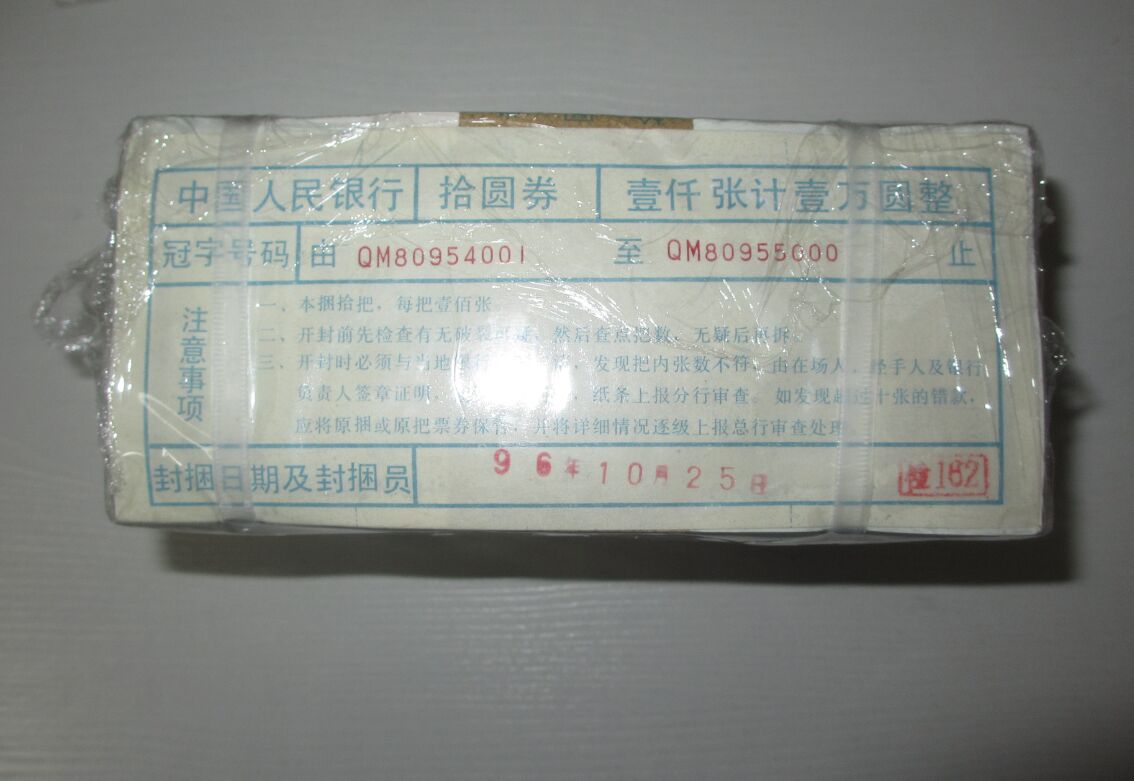 中国人民银行 拾圆券 壹仟张计壹万圆整
冠字号码 由 QM80954001 至 QM80955000 止
注意事项
一、本捆拾把，每把壹佰张
二、开封前先检查有无破裂 然后查点把数，无疑后再拆。
三、开封时必须与当地银行 发现把内张数不符，由在场人、经手人及银行
负责人签章证明， 纸条上报分行审查。如发现超过十张的错款，
应将原捆或原把票券保管，并将详细情况逐级上报总行审查处理。
封捆日期及封捆员 96年10月25日 162